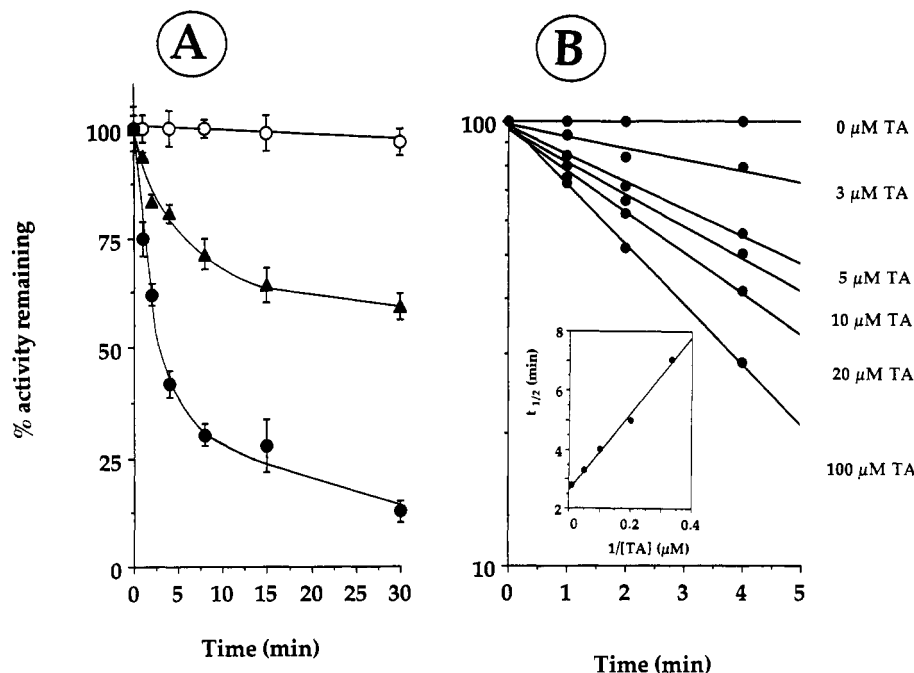 A
B
% activity remaining
100
75
50
25
0
0 5 10 15 20 25 30
Time (min)
100
10
0 1 2 3 4 5
Time (min)
0 μM TA
3 μM TA
5 μM TA
10 μM TA
20 μM TA
100 μM TA
t 1/2 (min)
8
6
4
2
0 0.2 0.4
1/[TA] (μM)